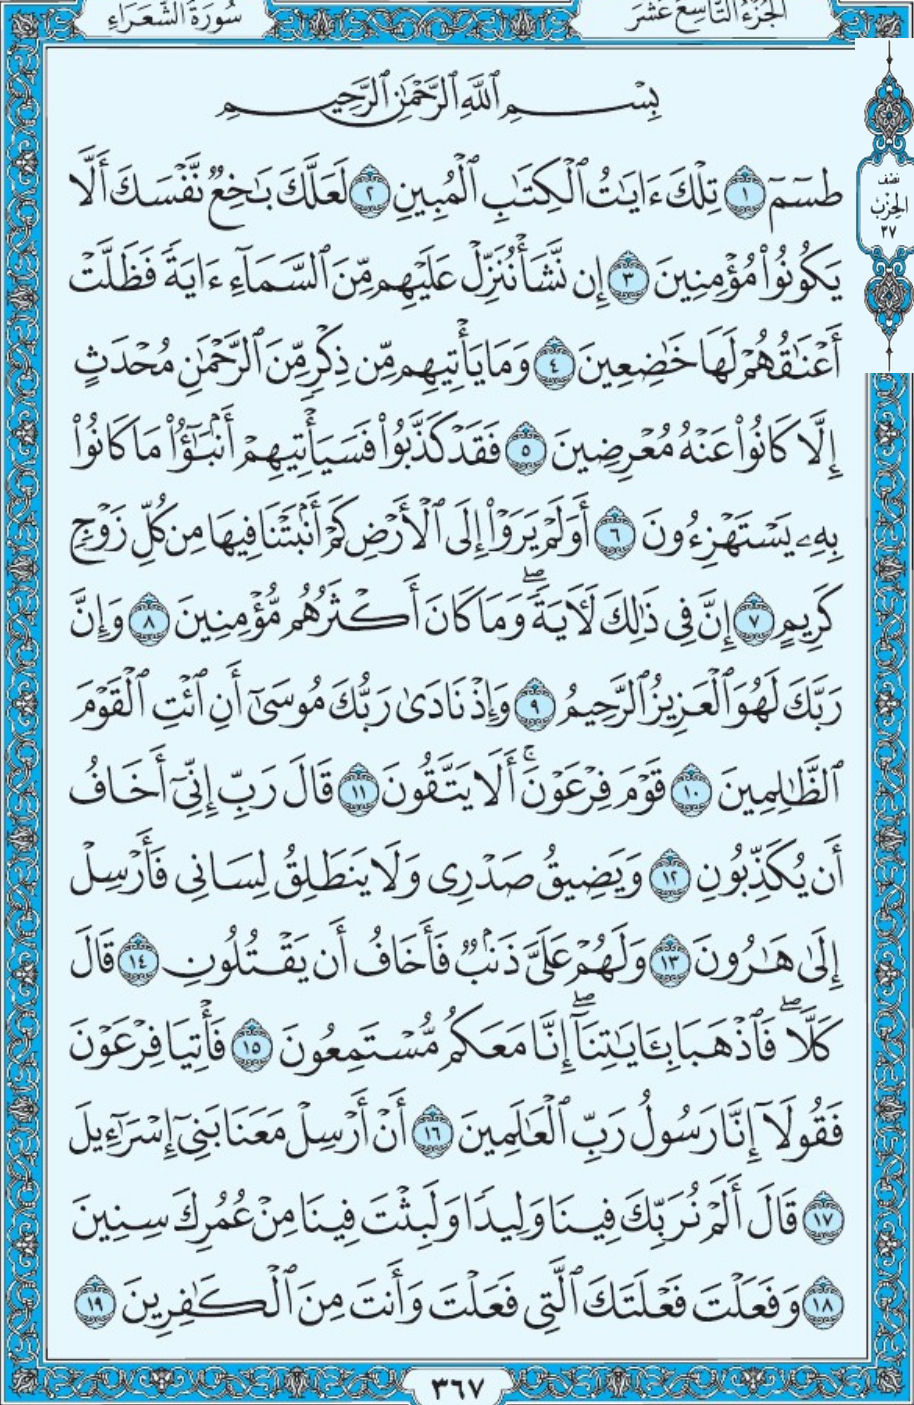 سُورَةُ الشُّعَرَاءِ
الجُزْءُ التَّاسِعَ عَشَرَ
بِسْمِ ٱللَّهِ ٱلرَّحْمَٰنِ ٱلرَّحِيمِ
نصف
الحزب
٣٧
طسٓمٓ ١ تِلْكَ ءَايَٰتُ ٱلْكِتَٰبِ ٱلْمُبِينِ ٢ لَعَلَّكَ بَٰخِعٌ نَّفْسَكَ أَلَّا
يَكُونُواْ مُؤْمِنِينَ ٣ إِن نَّشَأْ نُنَزِّلْ عَلَيْهِم مِّنَ ٱلسَّمَآءِ ءَايَةً فَظَلَّتْ
أَعْنَٰقُهُمْ لَهَا خَٰضِعِينَ ٤ وَمَا يَأْتِيهِم مِّن ذِكْرٍ مِّنَ ٱلرَّحْمَٰنِ مُحْدَثٍ
إِلَّا كَانُواْ عَنْهُ مُعْرِضِينَ ٥ فَقَدْ كَذَّبُواْ فَسَيَأْتِيهِمْ أَنۢبَٰٓؤُاْ مَا كَانُواْ
بِهِۦ يَسْتَهْزِءُونَ ٦ أَوَلَمْ يَرَوْاْ إِلَى ٱلْأَرْضِ كَمْ أَنۢبَتْنَا فِيهَا مِن كُلِّ زَوْجٍ
كَرِيمٍ ٧ إِنَّ فِى ذَٰلِكَ لَءَايَةً ۖ وَمَا كَانَ أَكْثَرُهُم مُّؤْمِنِينَ ٨ وَإِنَّ
رَبَّكَ لَهُوَ ٱلْعَزِيزُ ٱلرَّحِيمُ ٩ وَإِذْ نَادَىٰ رَبُّكَ مُوسَىٰٓ أَنِ ٱئْتِ ٱلْقَوْمَ
ٱلظَّٰلِمِينَ ١٠ قَوْمَ فِرْعَوْنَ ۚ أَلَا يَتَّقُونَ ١١ قَالَ رَبِّ إِنِّىٓ أَخَافُ
أَن يُكَذِّبُونِ ١٢ وَيَضِيقُ صَدْرِى وَلَا يَنطَلِقُ لِسَانِى فَأَرْسِلْ
إِلَىٰ هَٰرُونَ ١٣ وَلَهُمْ عَلَىَّ ذَنۢبٌ فَأَخَافُ أَن يَقْتُلُونِ ١٤ قَالَ
كَلَّا ۖ فَٱذْهَبَا بِـَٔايَٰتِنَآ ۖ إِنَّا مَعَكُم مُّسْتَمِعُونَ ١٥ فَأْتِيَا فِرْعَوْنَ
فَقُولَآ إِنَّا رَسُولُ رَبِّ ٱلْعَٰلَمِينَ ١٦ أَنْ أَرْسِلْ مَعَنَا بَنِىٓ إِسْرَٰٓءِيلَ
١٧ قَالَ أَلَمْ نُرَبِّكَ فِينَا وَلِيدًا وَلَبِثْتَ فِينَا مِنْ عُمُرِكَ سِنِينَ
١٨ وَفَعَلْتَ فَعْلَتَكَ ٱلَّتِى فَعَلْتَ وَأَنتَ مِنَ ٱلْكَٰفِرِينَ ١٩
٣٦٧